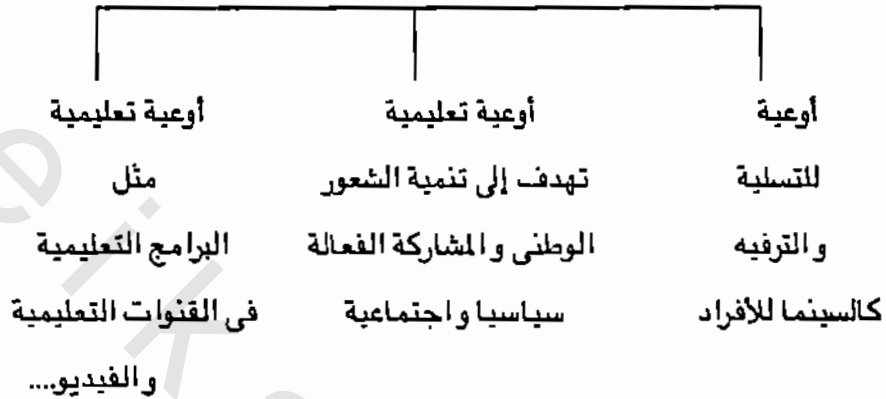 أوعية
للتسلية
والترفيه
كالسينما للأفراد
أوعية تعليمية
تهدف إلى تنمية الشعور
الوطنى والمشاركة الفعالة
سياسيا واجتماعية
أوعية تعليمية
مثل
البرامج التعليمية
فى القنوات التعليمية
والفيديو....